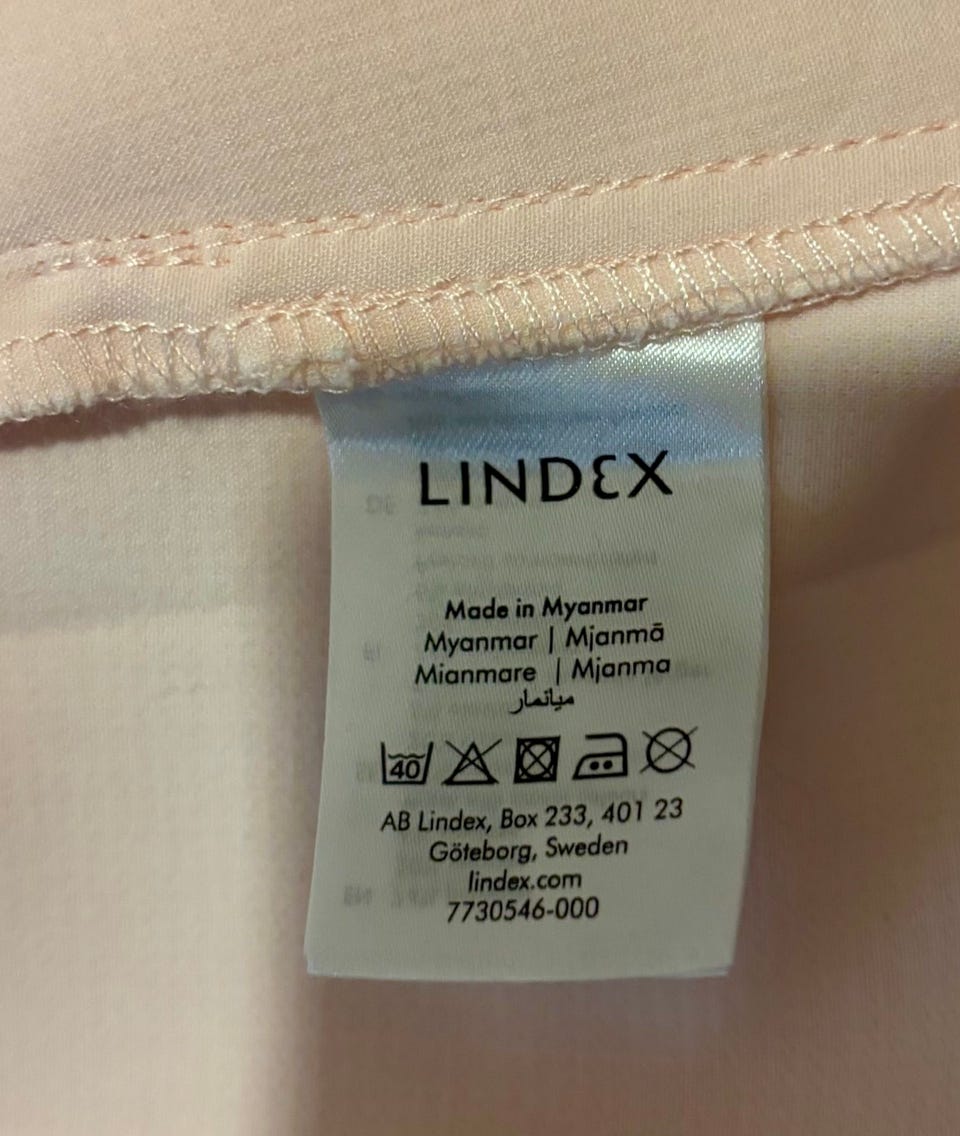 LINDEX
Made in Myanmar
Myanmar | Mjanmā
Mianmare | Mjanma
ميانمار
40
AB Lindex, Box 233, 401 23
Göteborg, Sweden
lindex.com
7730546-000